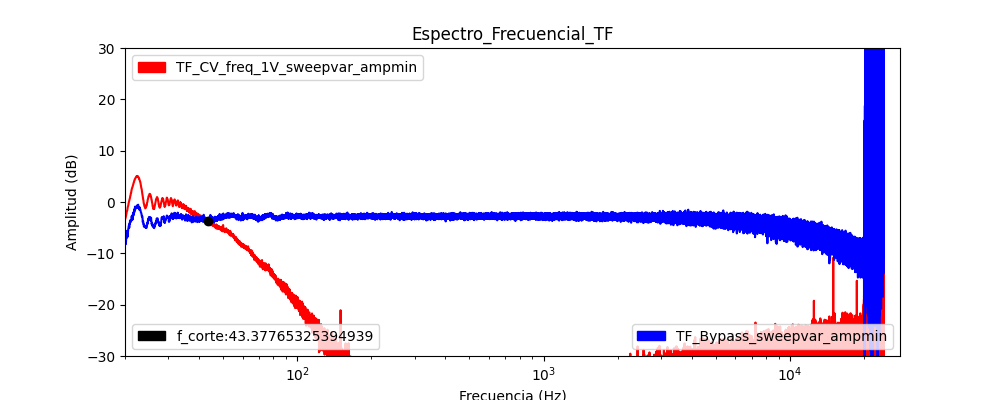 Espectro_Frecuencial_TF
30
20
10
0
−10
−20
−30
Amplitud (dB)
TF_CV_freq_1V_sweepvar_ampmin
f_corte:43.37765325394939
TF_Bypass_sweepvar_ampmin
10²
10³
10⁴
Frecuencia (Hz)